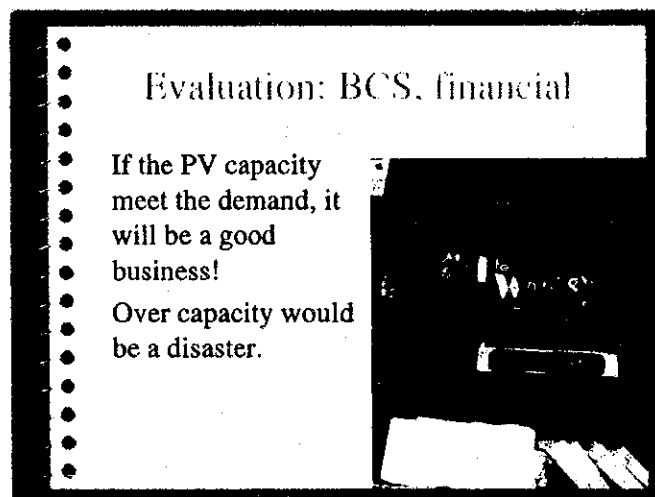 Evaluation: BCS, financial
If the PV capacity
meet the demand, it
will be a good
business!
Over capacity would
be a disaster.